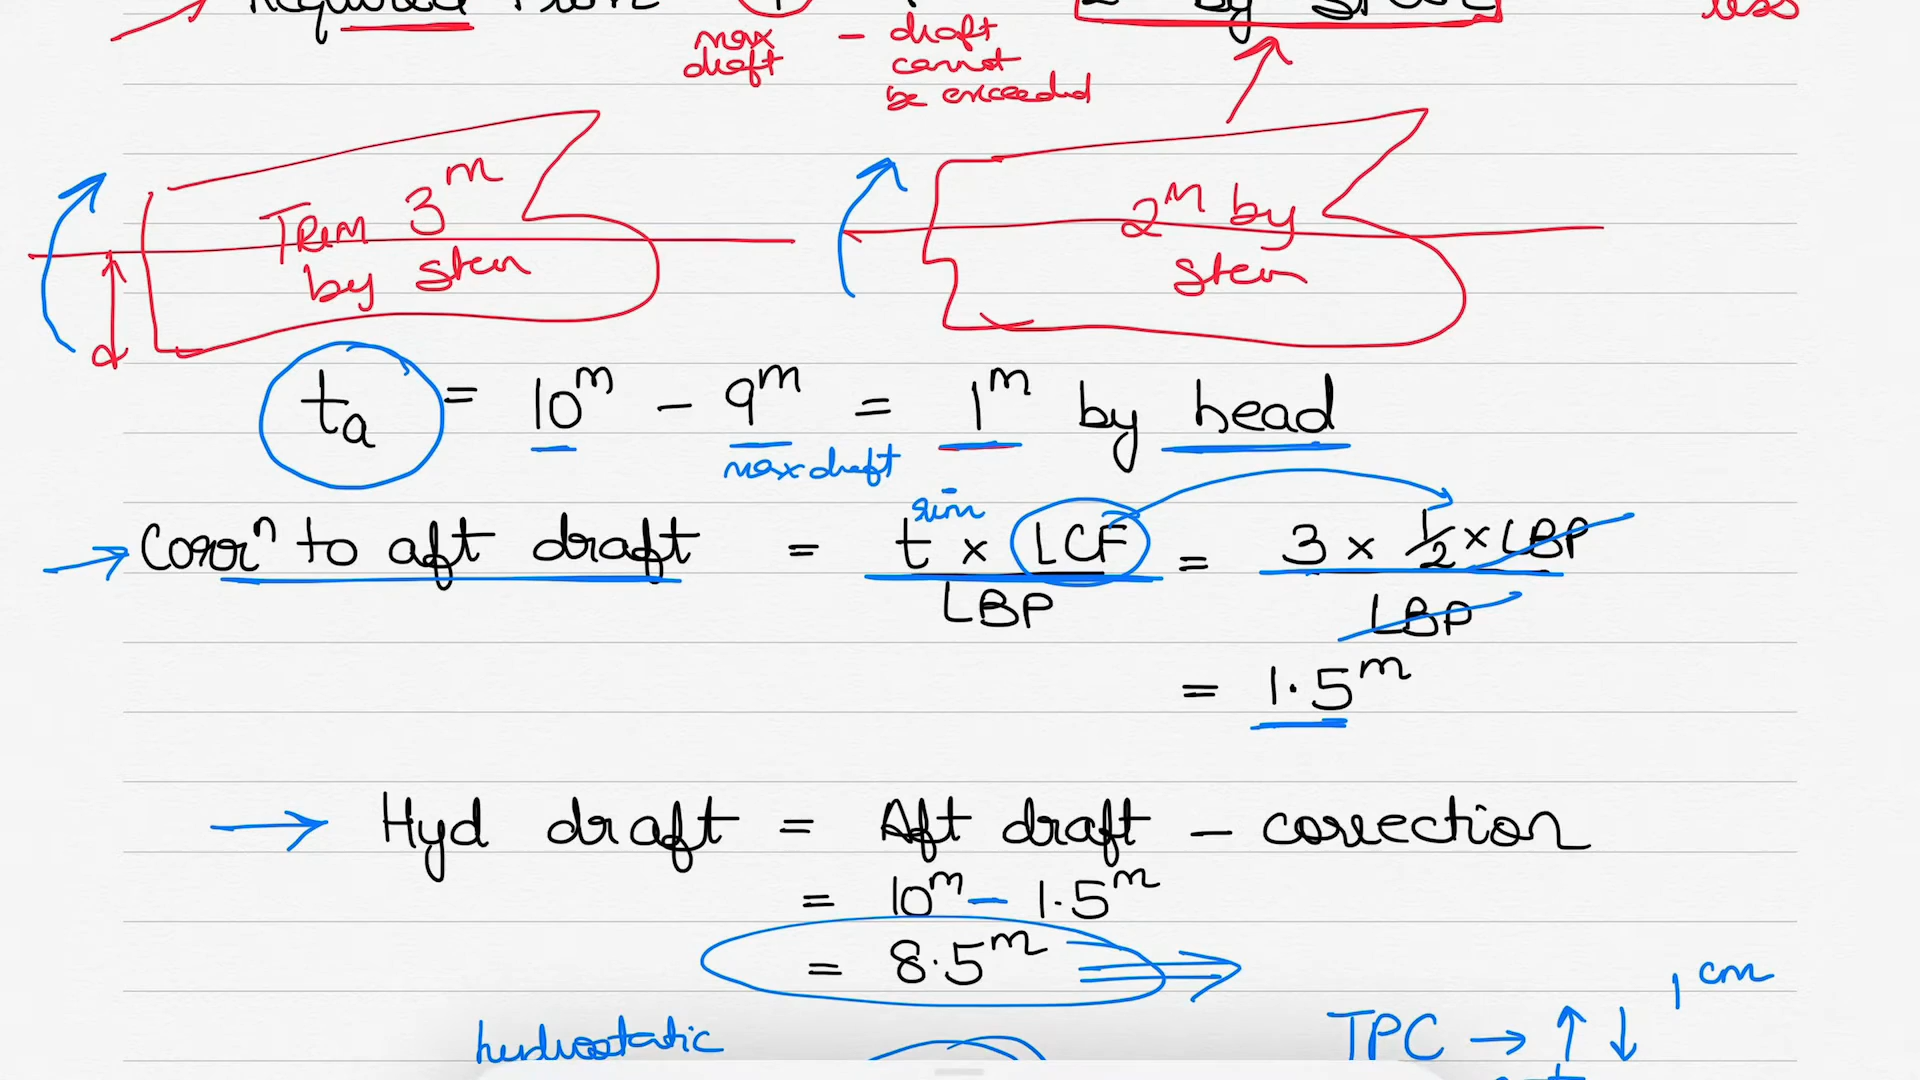 Required
less
max draft – draft cannot be exceeded
Trim 3m by stern
2m by stern
ta = 10m - 9m = 1m by head
max draft
trim
Corrn to aft draft = t × LCF / LBP = 3 × 1/2 × LBP / LBP
= 1.5m
→ Hyd draft = Aft draft - correction
= 10m - 1.5m
= 8.5m
1 cm
hydrostatic
TPC → ↑ ↓